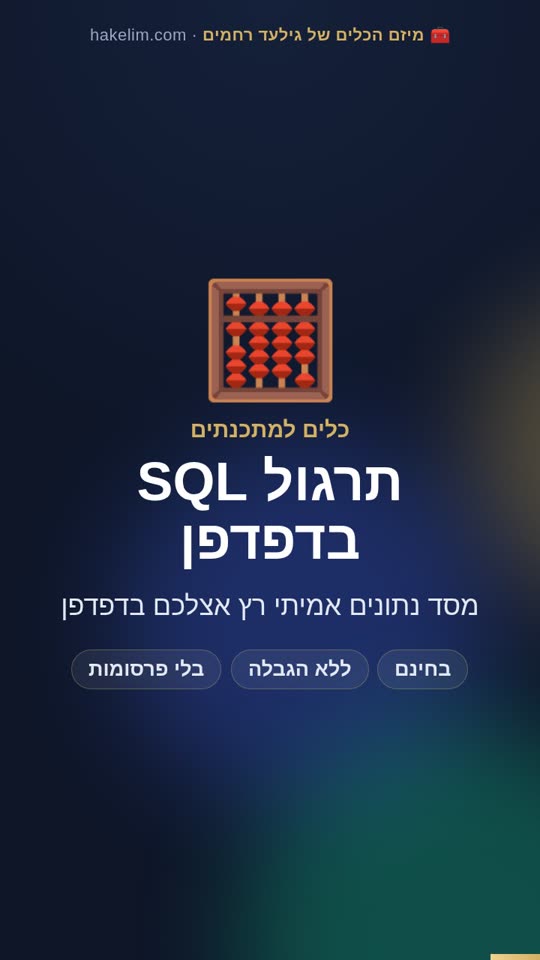 🧰 מיזם הכלים של גילעד רחמים · hakelim.com
כלים למתכנתים
תרגול SQL
בדפדפן
מסד נתונים אמיתי רץ אצלכם בדפדפן
בחינם
ללא הגבלה
בלי פרסומות